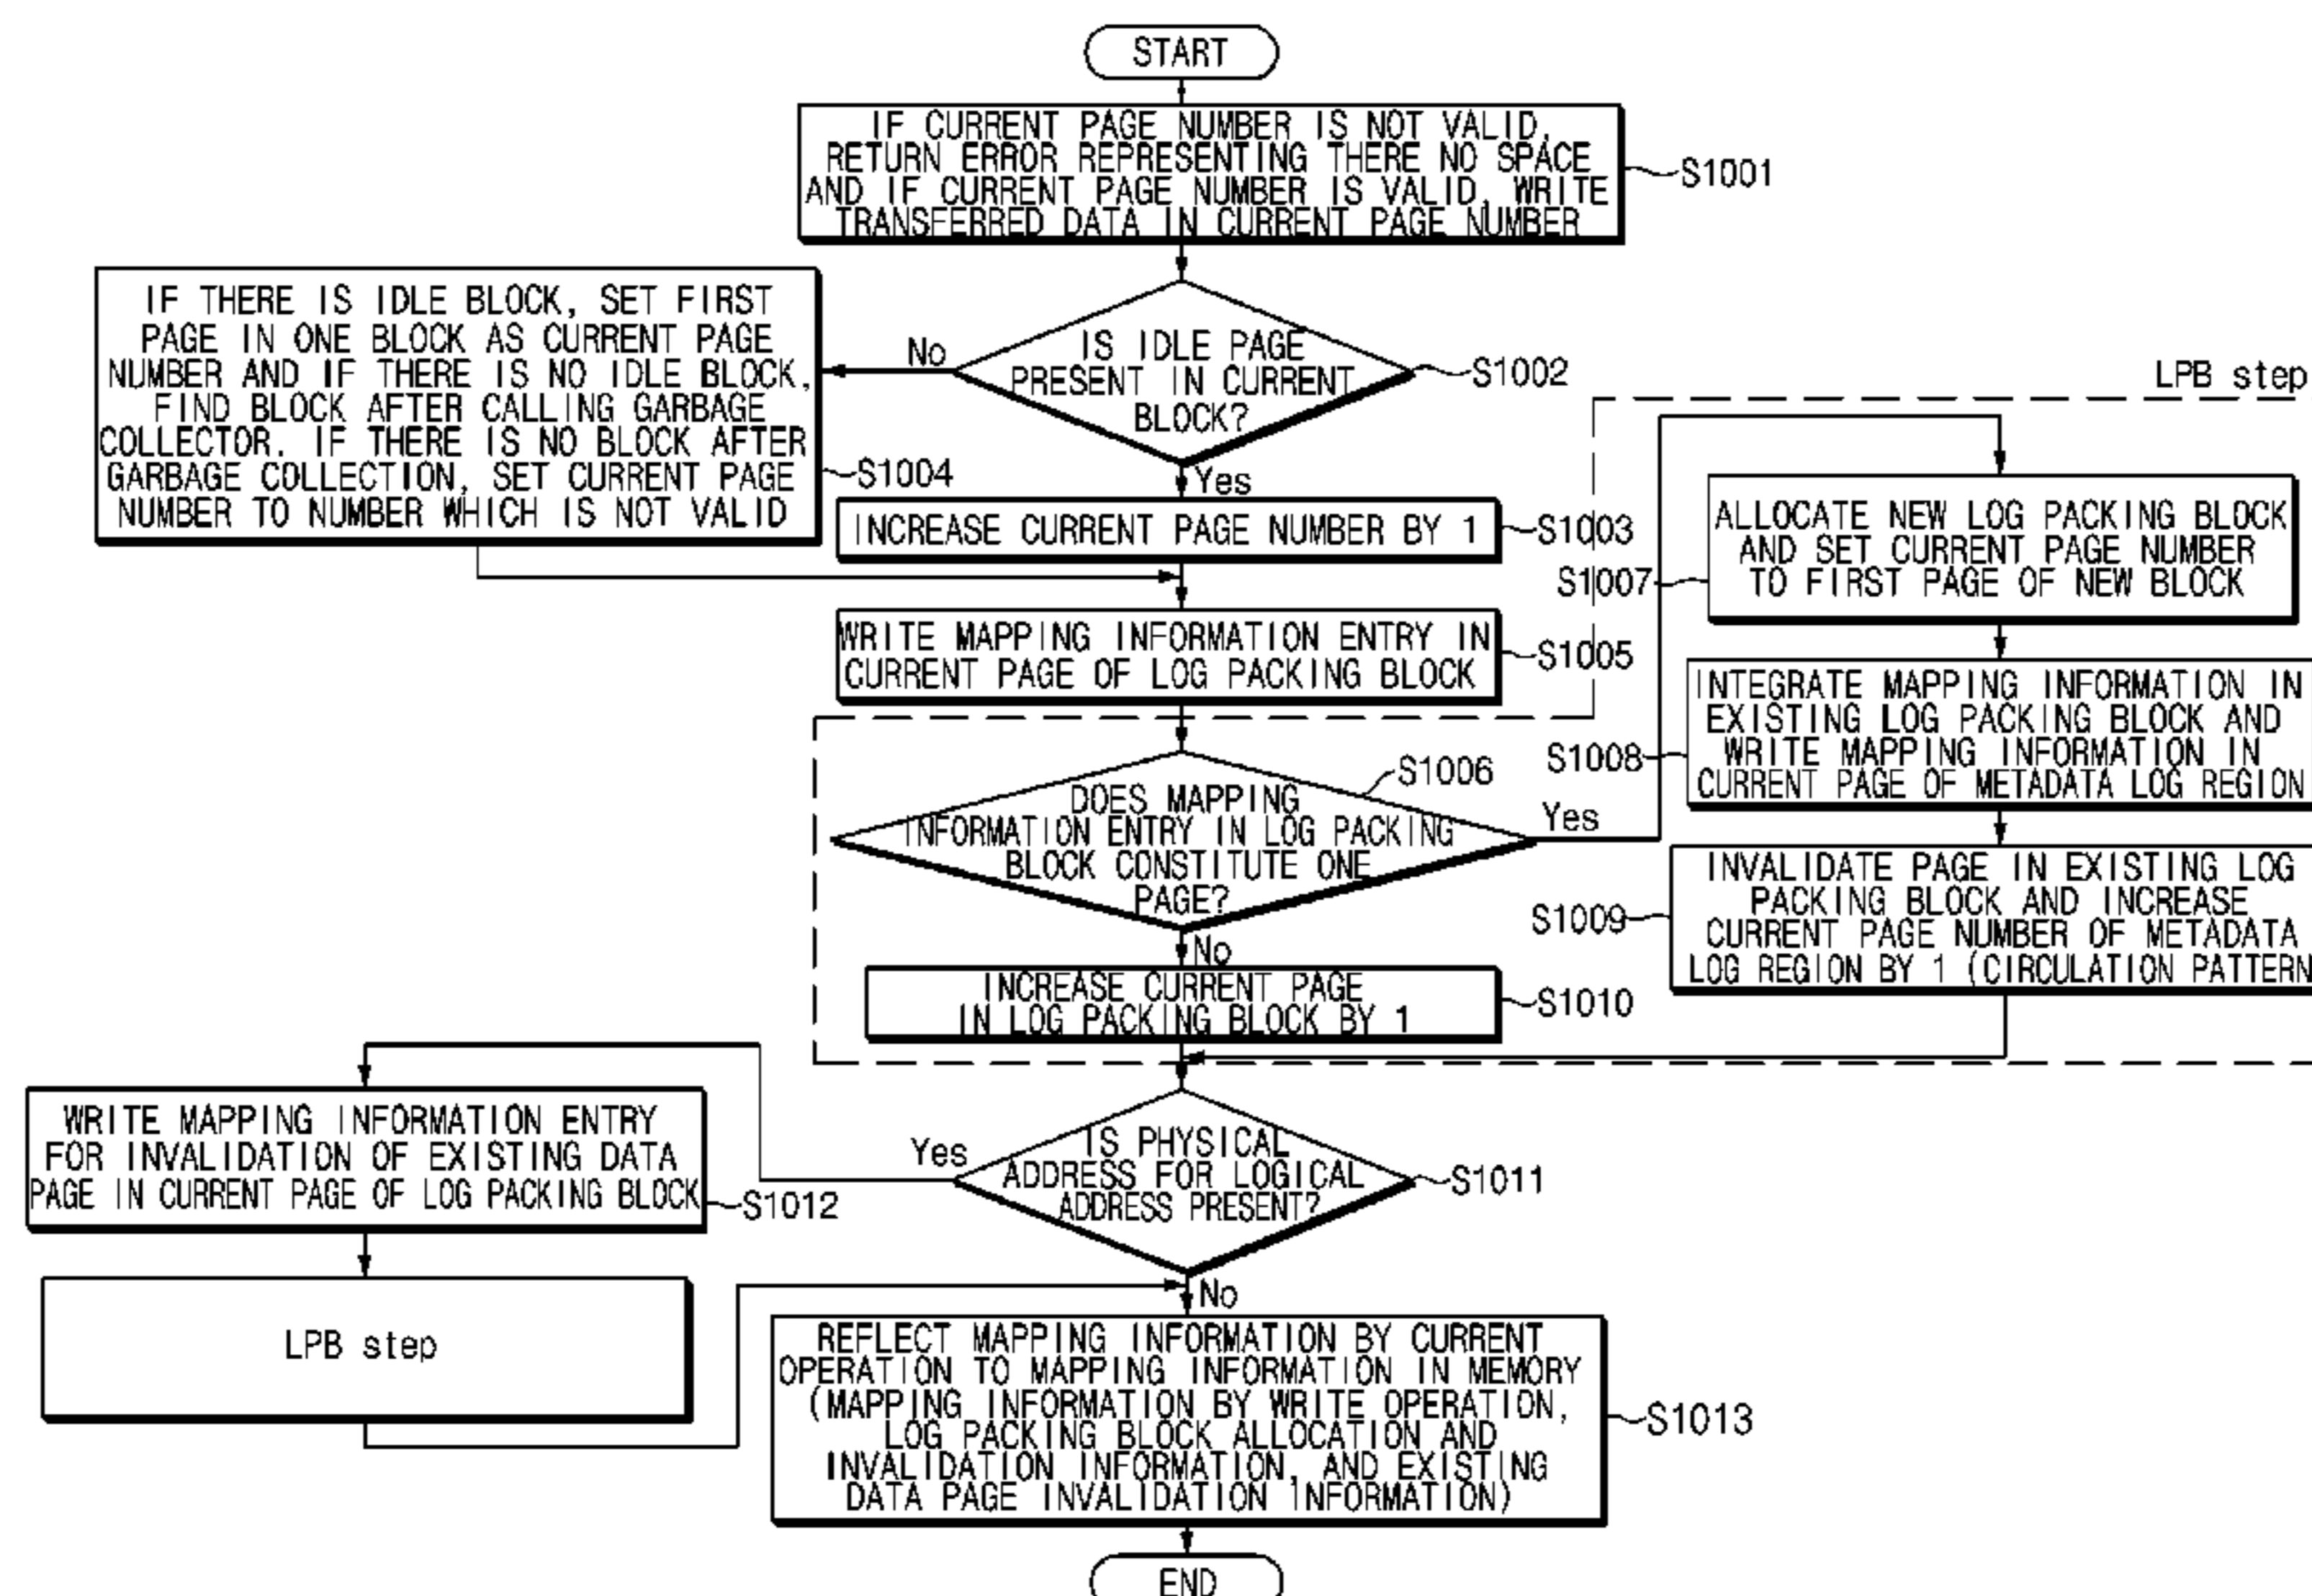 START
IF CURRENT PAGE NUMBER IS NOT VALID,
RETURN ERROR REPRESENTING THERE NO SPACE
AND IF CURRENT PAGE NUMBER IS VALID, WRITE
TRANSFERRED DATA IN CURRENT PAGE NUMBER
S1001
IS IDLE PAGE
PRESENT IN CURRENT
BLOCK?
S1002
No
IF THERE IS IDLE BLOCK, SET FIRST
PAGE IN ONE BLOCK AS CURRENT PAGE
NUMBER AND IF THERE IS NO IDLE BLOCK,
FIND BLOCK AFTER CALLING GARBAGE
COLLECTOR. IF THERE IS NO BLOCK AFTER
GARBAGE COLLECTION, SET CURRENT PAGE
NUMBER TO NUMBER WHICH IS NOT VALID
S1004
Yes
INCREASE CURRENT PAGE NUMBER BY 1
S1003
WRITE MAPPING INFORMATION ENTRY IN
CURRENT PAGE OF LOG PACKING BLOCK
S1005
LPB step
DOES MAPPING
INFORMATION ENTRY IN LOG PACKING
BLOCK CONSTITUTE ONE
PAGE?
S1006
Yes
ALLOCATE NEW LOG PACKING BLOCK
AND SET CURRENT PAGE NUMBER
TO FIRST PAGE OF NEW BLOCK
S1007
INTEGRATE MAPPING INFORMATION IN
EXISTING LOG PACKING BLOCK AND
WRITE MAPPING INFORMATION IN
CURRENT PAGE OF METADATA LOG REGION
S1008
INVALIDATE PAGE IN EXISTING LOG
PACKING BLOCK AND INCREASE
CURRENT PAGE NUMBER OF METADATA
LOG REGION BY 1 (CIRCULATION PATTERN
S1009
No
INCREASE CURRENT PAGE
IN LOG PACKING BLOCK BY 1
S1010
IS PHYSICAL
ADDRESS FOR LOGICAL
ADDRESS PRESENT?
S1011
Yes
WRITE MAPPING INFORMATION ENTRY
FOR INVALIDATION OF EXISTING DATA
PAGE IN CURRENT PAGE OF LOG PACKING BLOCK
S1012
LPB step
No
REFLECT MAPPING INFORMATION BY CURRENT
OPERATION TO MAPPING INFORMATION IN MEMORY
(MAPPING INFORMATION BY WRITE OPERATION,
LOG PACKING BLOCK ALLOCATION AND
INVALIDATION INFORMATION, AND EXISTING
DATA PAGE INVALIDATION INFORMATION)
S1013
END